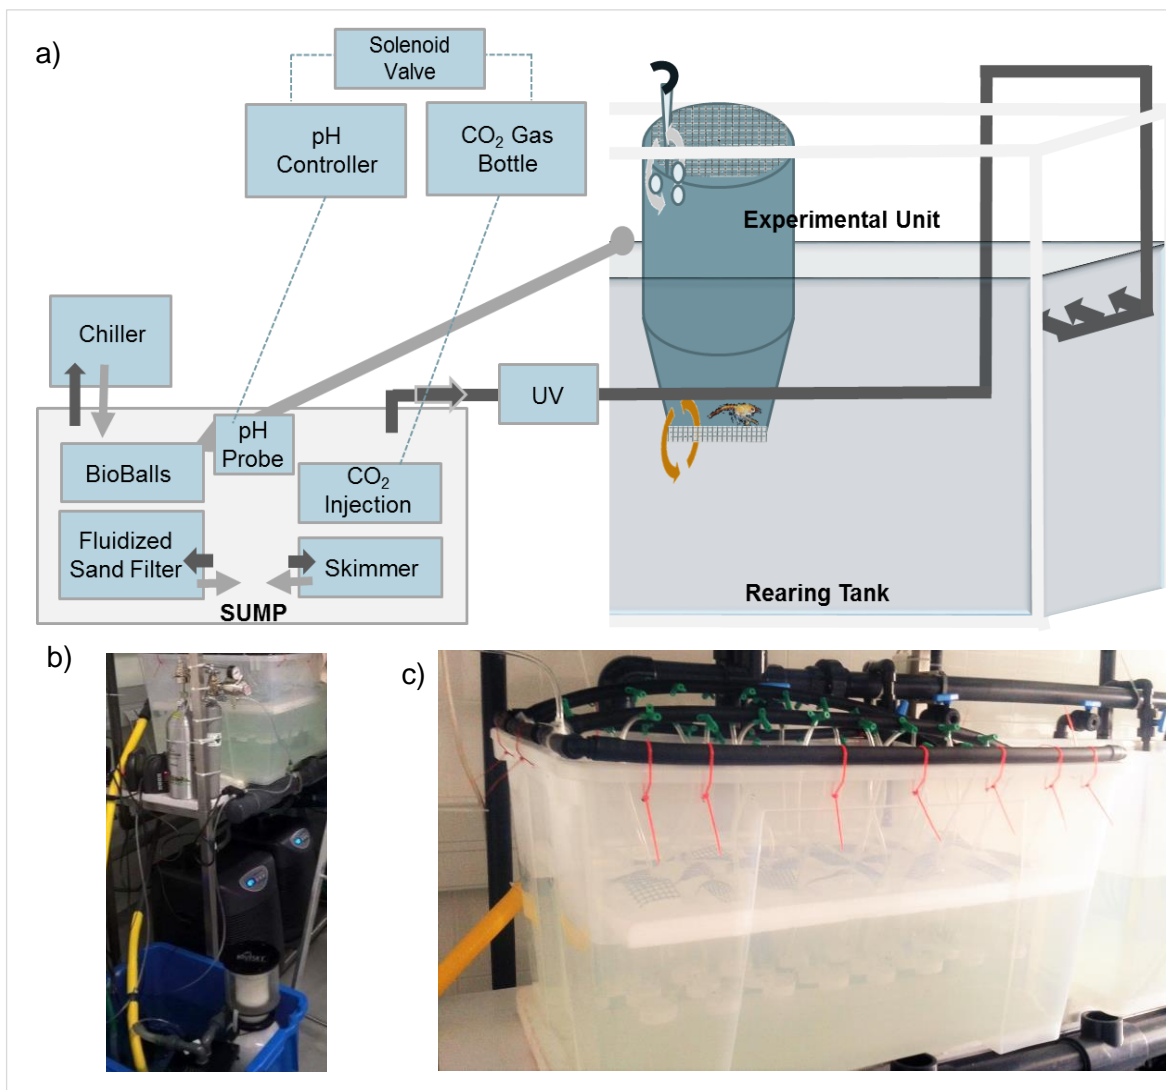 a)
Solenoid
Valve
pH
Controller
CO₂ Gas
Bottle
Experimental Unit
Chiller
UV
pH
Probe
BioBalls
CO₂
Injection
Fluidized
Sand Filter
Skimmer
SUMP
Rearing Tank
b)
c)